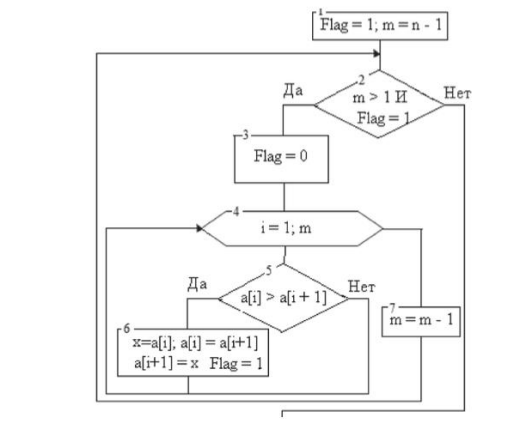 1
Flag = 1; m = n - 1
2
Да
Нет
m > 1 И
Flag = 1
3
Flag = 0
4
i = 1; m
5
Да
Нет
a[i] > a[i + 1]
6
x=a[i]; a[i] = a[i+1]
a[i+1] = x Flag = 1
7
m = m - 1